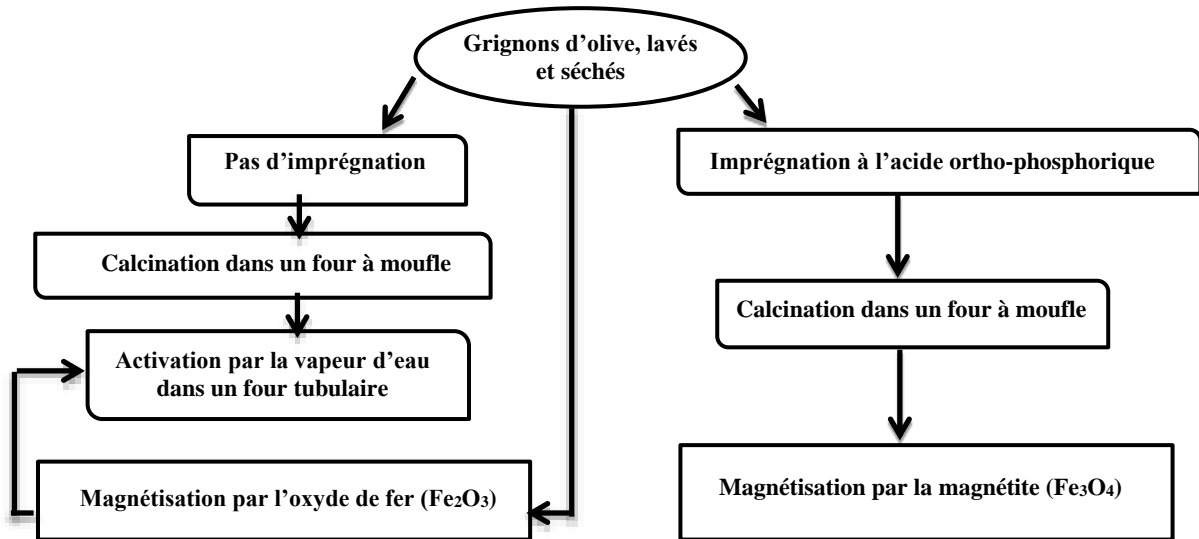 Grignons d'olive, lavés
et séchés
Pas d'imprégnation
Imprégnation à l'acide ortho-phosphorique
Calcination dans un four à moufle
Calcination dans un four à moufle
Activation par la vapeur d'eau
dans un four tubulaire
Magnétisation par l'oxyde de fer (Fe₂O₃)
Magnétisation par la magnétite (Fe₃O₄)